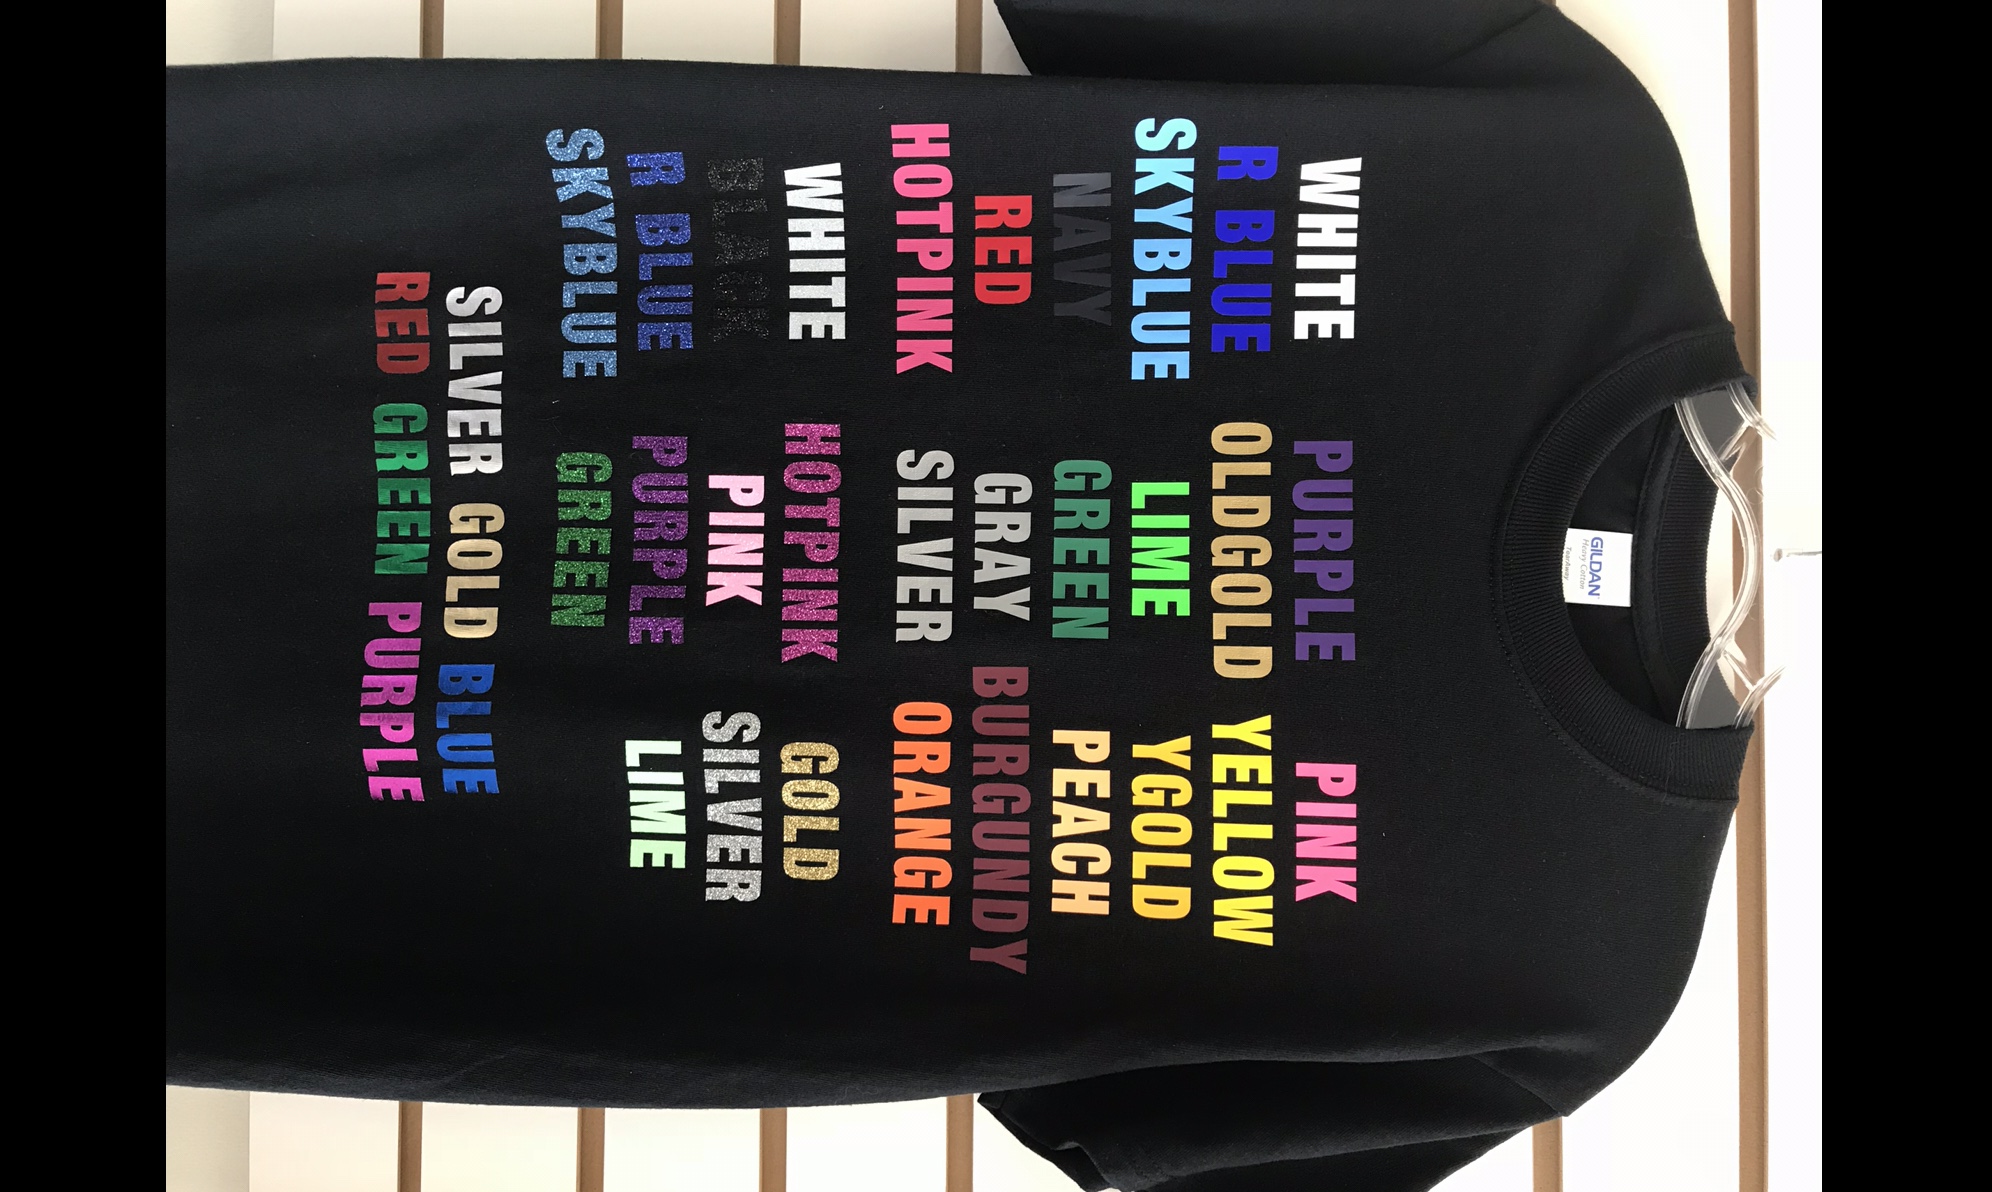 GILDAN
Heavy Cotton
TearAway
WHITE PURPLE PINK
R BLUE OLDGOLD YELLOW
SKYBLUE LIME YGOLD
NAVY GREEN PEACH
RED GRAY BURGUNDY
HOTPINK SILVER ORANGE
WHITE HOTPINK GOLD
BLACK PINK SILVER
R BLUE PURPLE LIME
SKYBLUE GREEN
SILVER GOLD BLUE
RED GREEN PURPLE